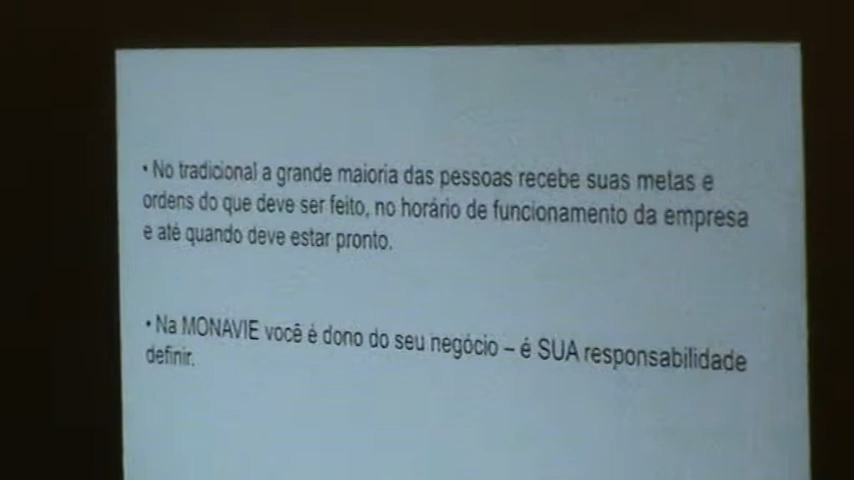 • No tradicional a grande maioria das pessoas recebe suas metas e
ordens do que deve ser feito, no horário de funcionamento da empresa
e até quando deve estar pronto.
• Na MONAVIE você é dono do seu negócio – é SUA responsabilidade
definir.